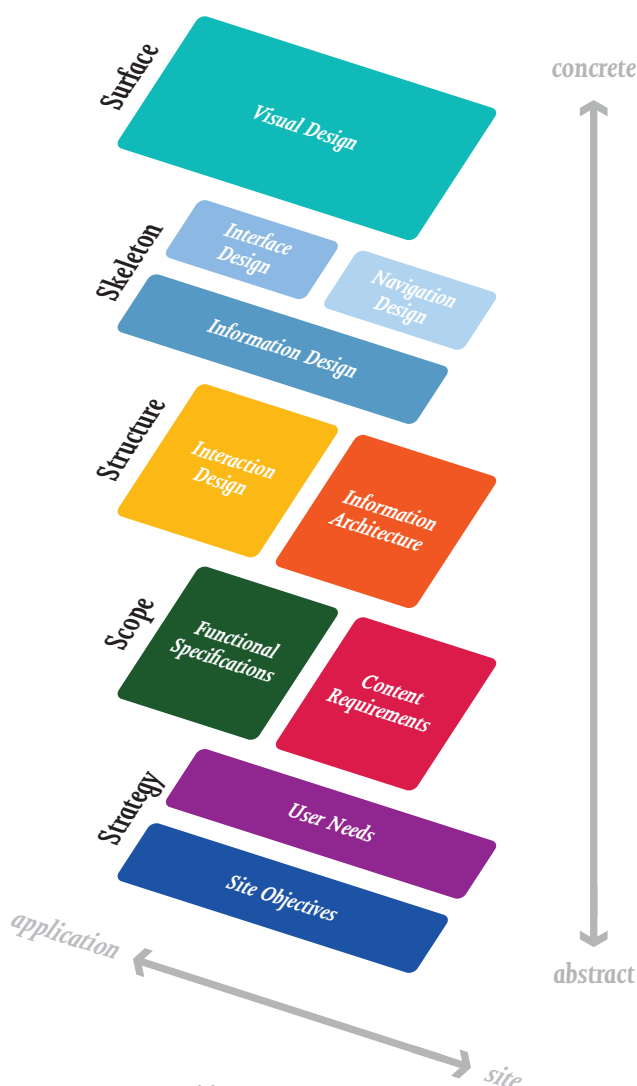 concrete
Surface
Visual Design
Skeleton
Interface
Design
Navigation
Design
Information Design
Structure
Interaction
Design
Information
Architecture
Scope
Functional
Specifications
Content
Requirements
Strategy
User Needs
Site Objectives
application
abstract
site